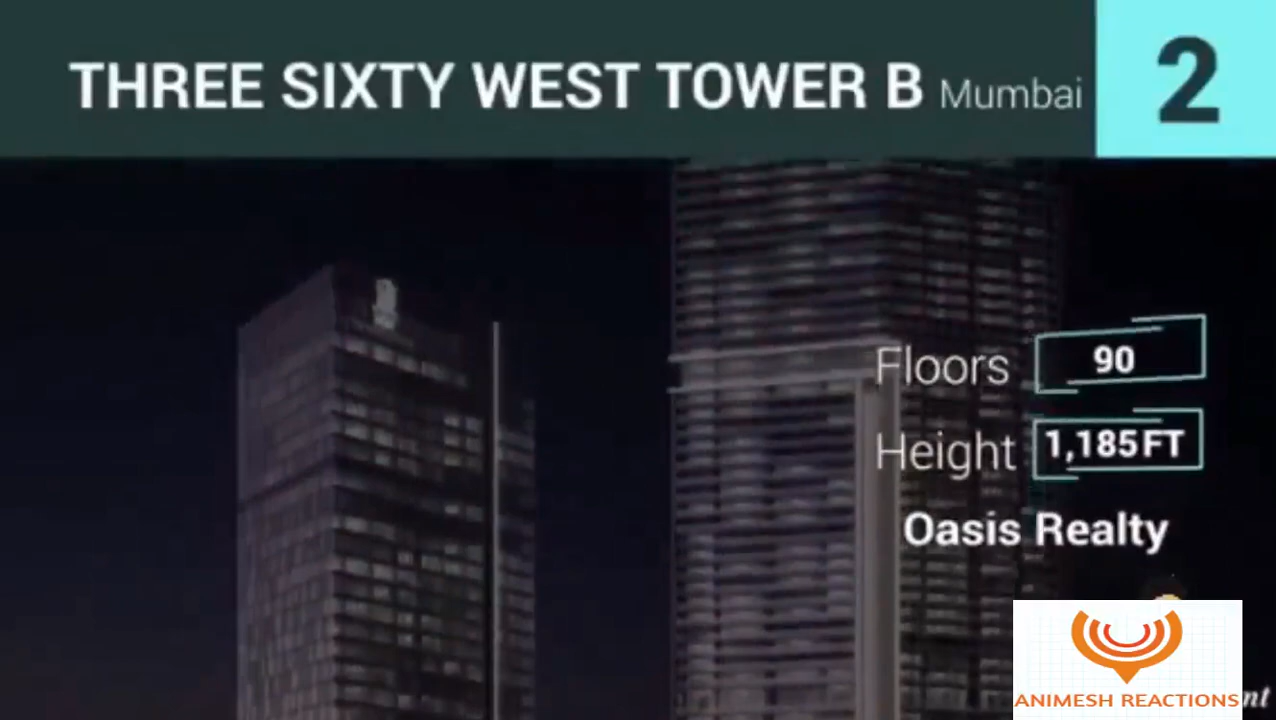 THREE SIXTY WEST TOWER B Mumbai
2
Floors 90
Height 1,185FT
Oasis Realty
ANIMESH REACTIONS